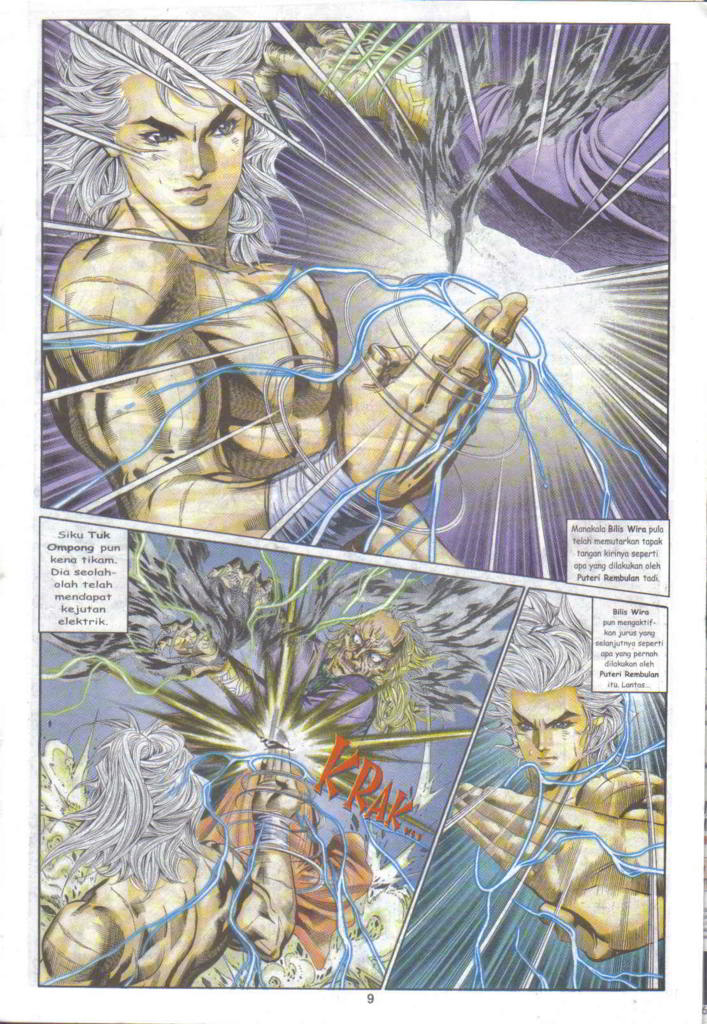 Manakala Bilis Wira pula
telah memutarkan tapak
tangan kirinya seperti
apa yang dilakukan oleh
Puteri Rembulan tadi.
Siku Tuk
Ompong pun
kena tikam.
Dia seolah-
olah telah
mendapat
kejutan
elektrik.
KRAK!!!
Bilis Wira
pun mengaktif-
kan jurus yang
selanjutnya seperti
apa yang pernah
dilakukan oleh
Puteri Rembulan
itu. Lantas...
9